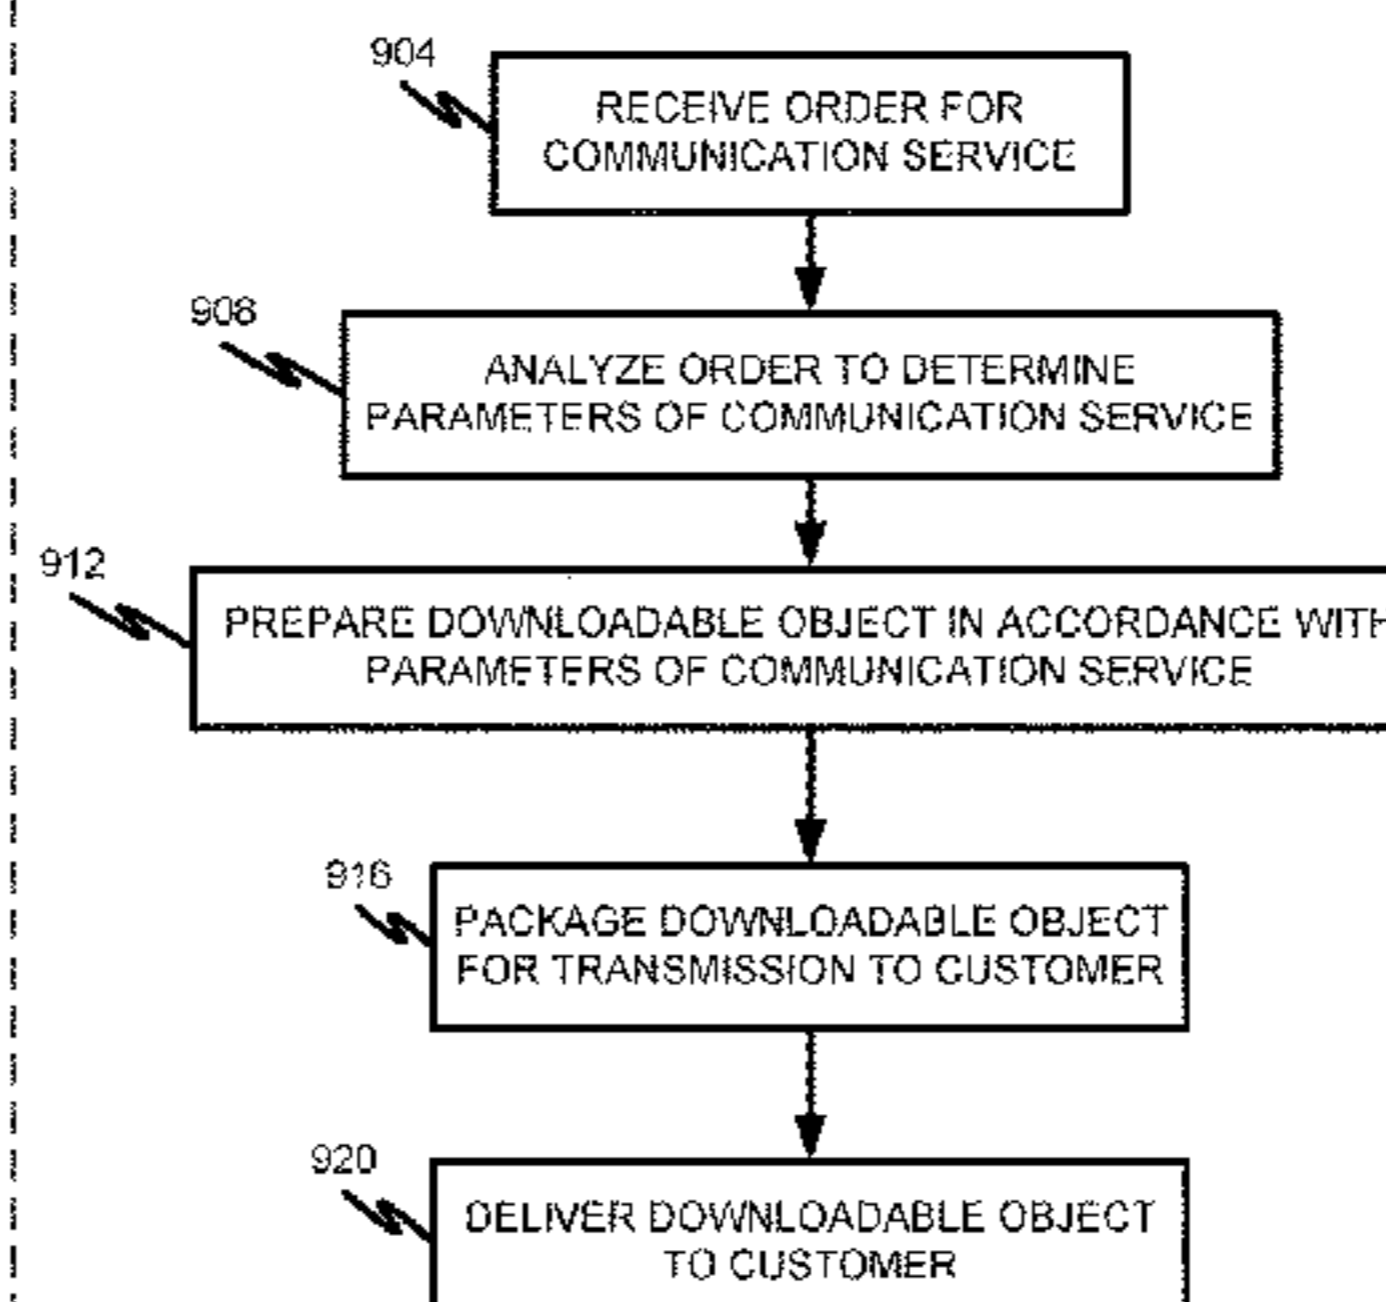 904
RECEIVE ORDER FOR
COMMUNICATION SERVICE
908
ANALYZE ORDER TO DETERMINE
PARAMETERS OF COMMUNICATION SERVICE
912
PREPARE DOWNLOADABLE OBJECT IN ACCORDANCE WITH
PARAMETERS OF COMMUNICATION SERVICE
916
PACKAGE DOWNLOADABLE OBJECT
FOR TRANSMISSION TO CUSTOMER
920
DELIVER DOWNLOADABLE OBJECT
TO CUSTOMER